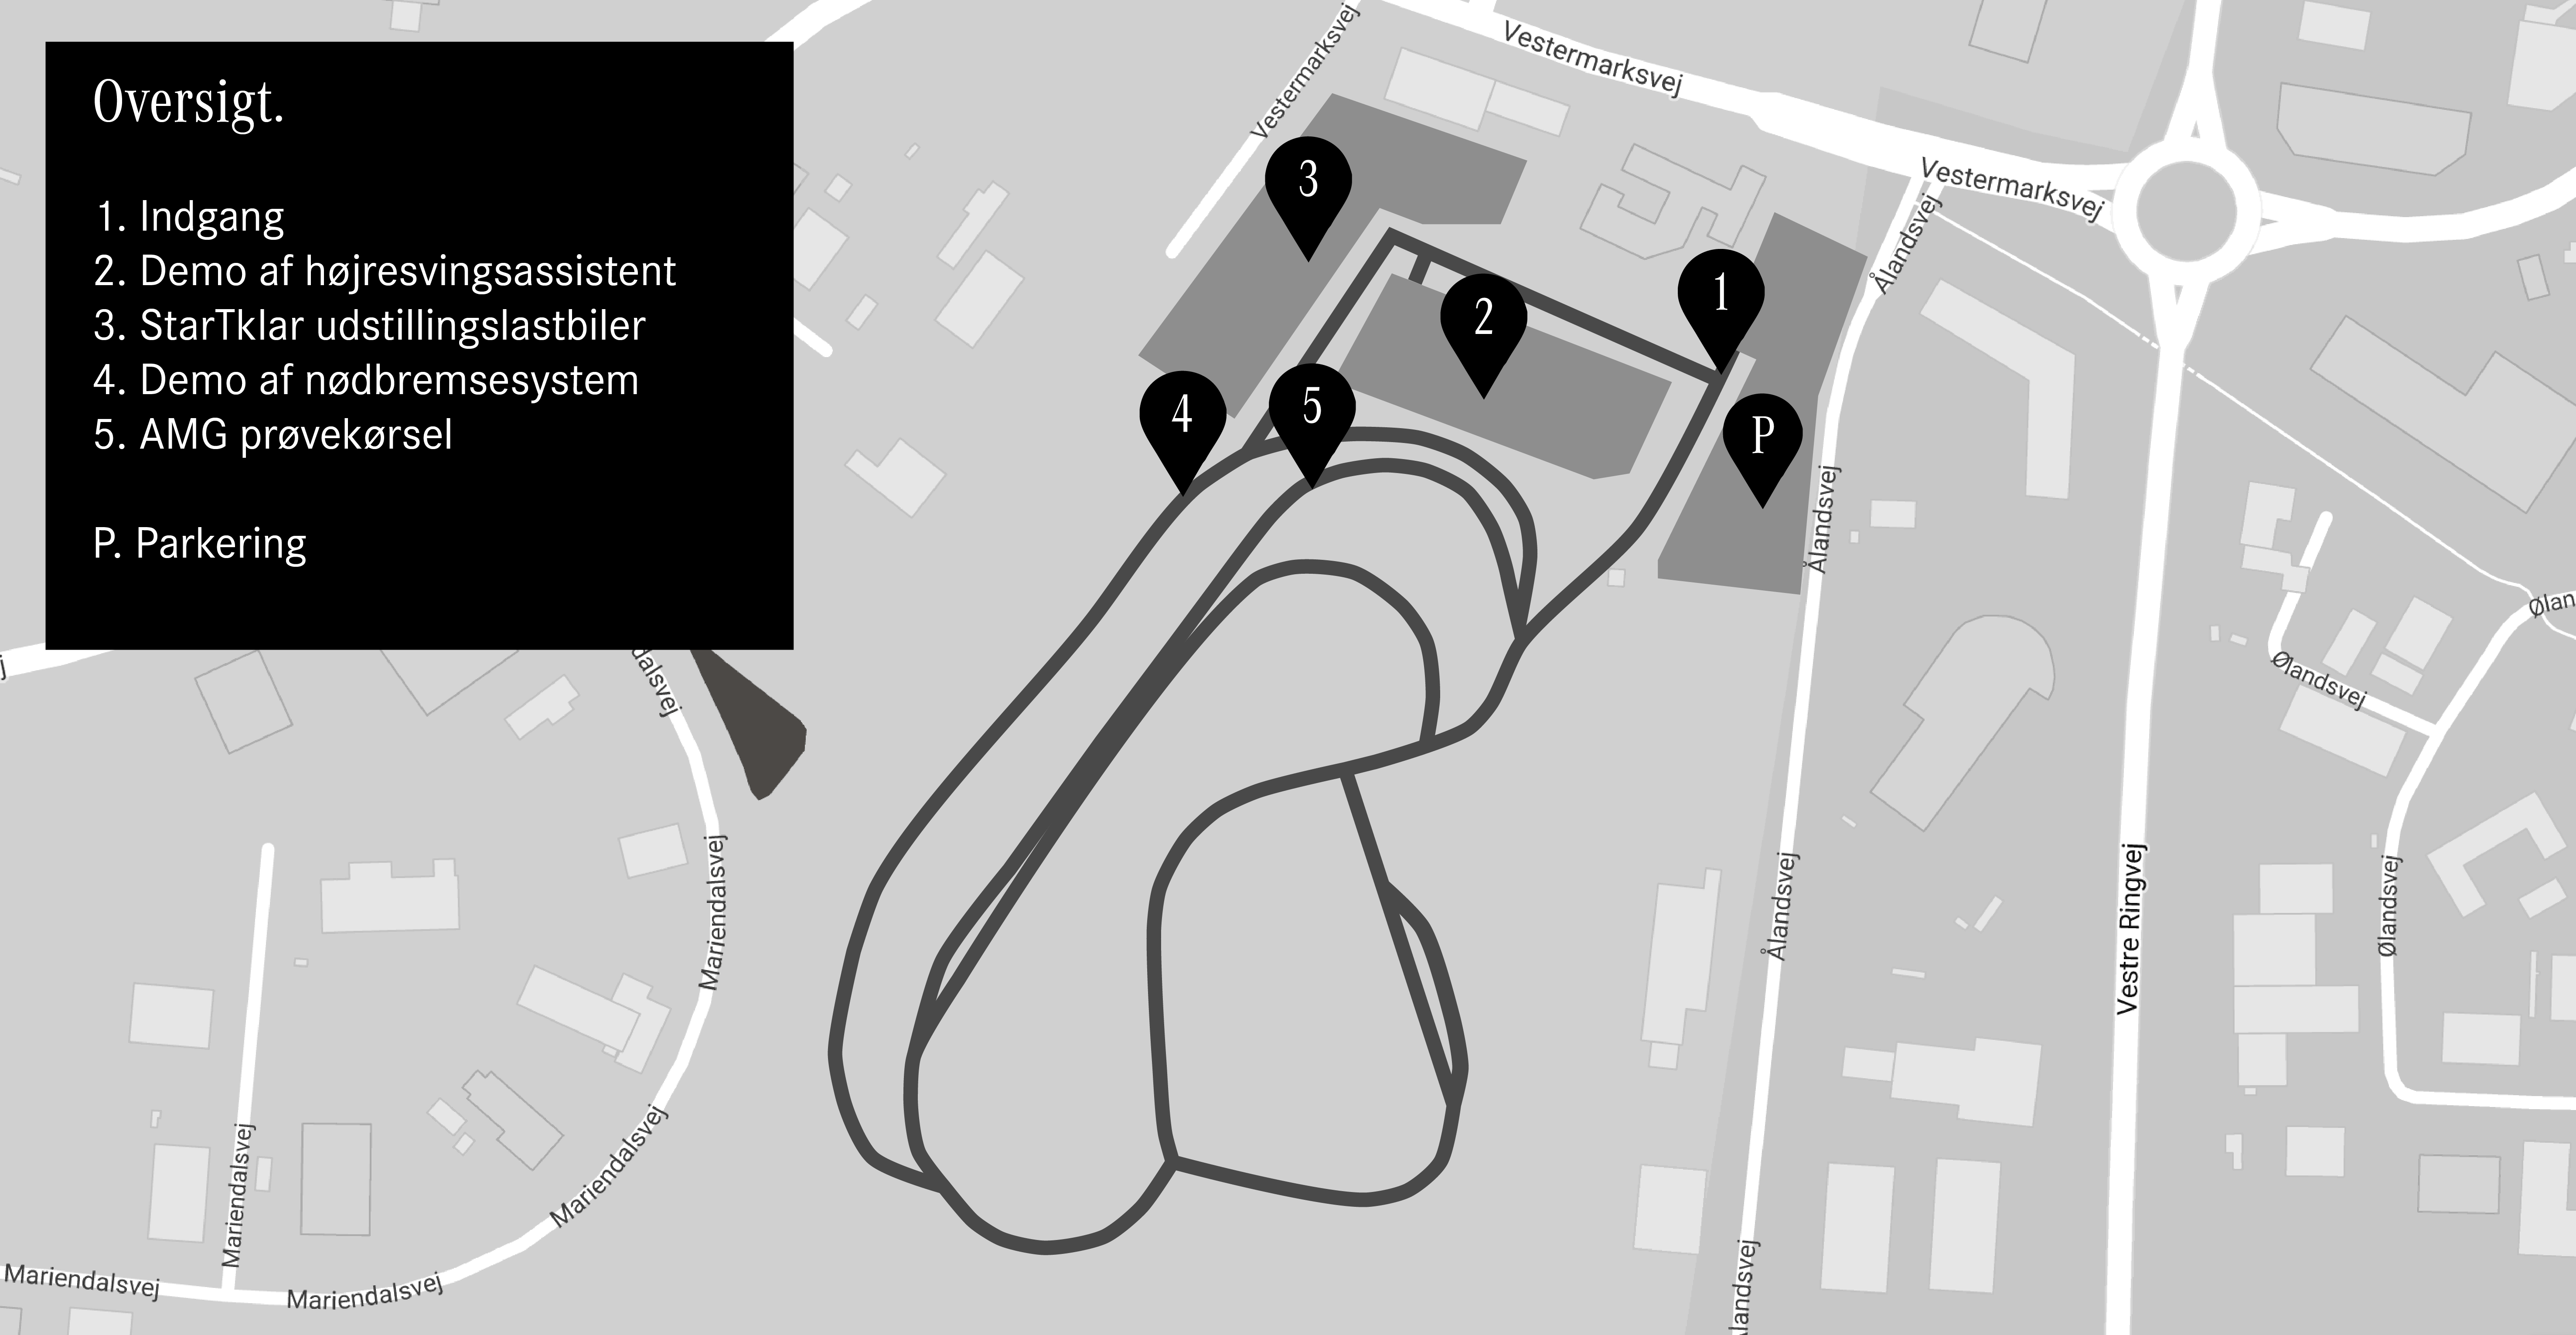 Oversigt.
1. Indgang
2. Demo af højresvingsassistent
3. StarTklar udstillingslastbiler
4. Demo af nødbremsesystem
5. AMG prøvekørsel
P. Parkering
Vestermarksvej
Vestermarksvej
Vestermarksvej
3
1
2
4
5
P
Ålandsvej
Ålandsvej
Ålandsvej
Ålandsvej
Vestre Ringvej
Ølandsvej
Ølandsvej
Mariendalsvej
Mariendalsvej
Mariendalsvej
Mariendalsvej
Mariendalsvej